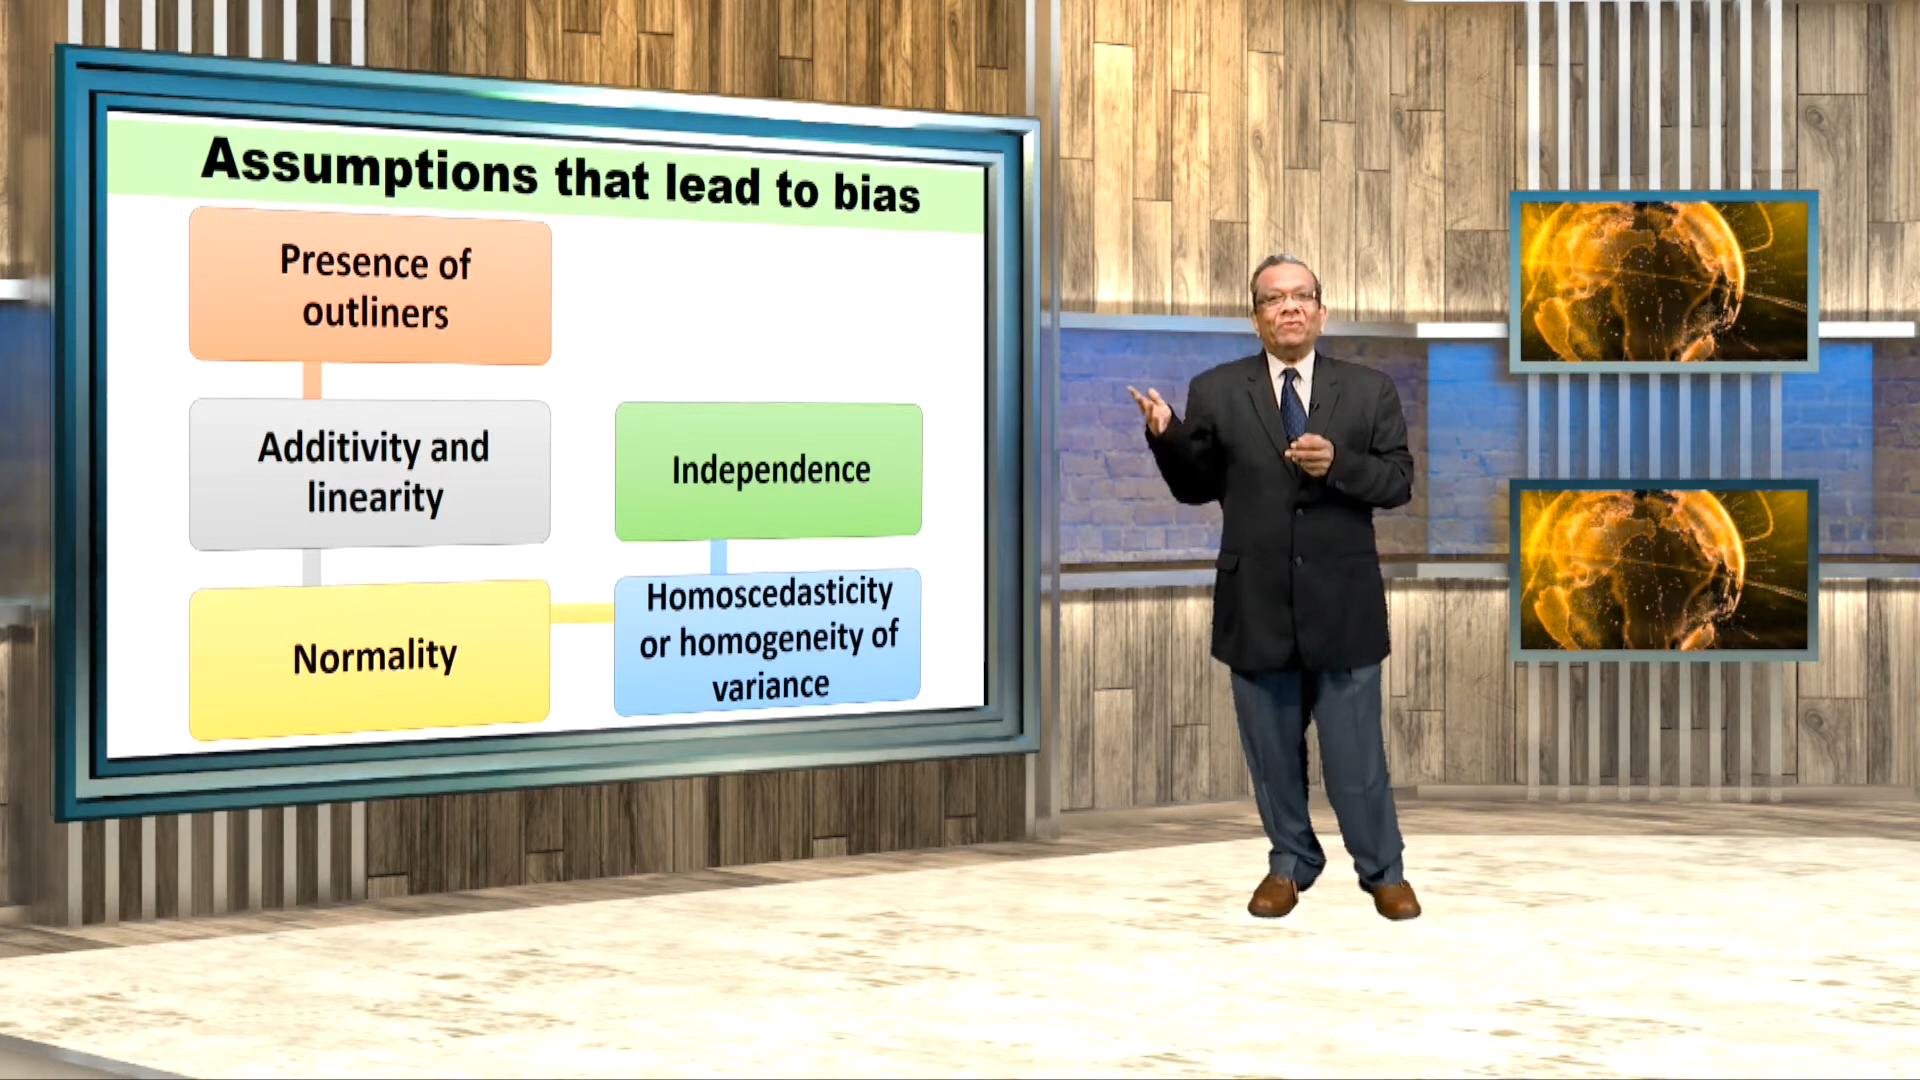 Assumptions that lead to bias
Presence of
outliners
Additivity and
linearity
Normality
Homoscedasticity
or homogeneity of
variance
Independence